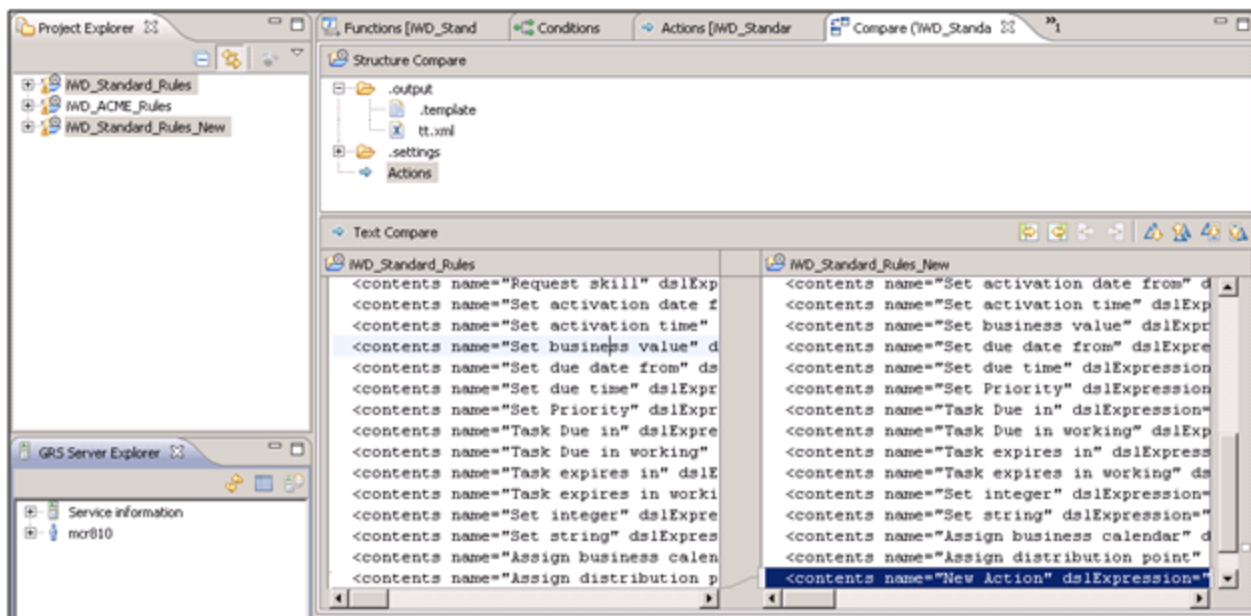 Project Explorer
Functions [iWD_Stand
Conditions
Actions [iWD_Standar
Compare ('iWD_Standa
»1
Structure Compare
iWD_Standard_Rules
iWD_ACME_Rules
iWD_Standard_Rules_New
.output
.template
tt.xml
.settings
Actions
Text Compare
iWD_Standard_Rules
<contents name="Request skill" dslExp
<contents name="Set activation date f
<contents name="Set activation time"
<contents name="Set business value" d
<contents name="Set due date from" ds
<contents name="Set due time" dslExpr
<contents name="Set Priority" dslExpr
<contents name="Task Due in" dslExpre
<contents name="Task Due in working"
<contents name="Task expires in" dslE
<contents name="Task expires in worki
<contents name="Set integer" dslExpre
<contents name="Set string" dslExpres
<contents name="Assign business calen
<contents name="Assign distribution p
iWD_Standard_Rules_New
<contents name="Set activation date from" d
<contents name="Set activation time" dslExp
<contents name="Set business value" dslExpr
<contents name="Set due date from" dslExpre
<contents name="Set due time" dslExpression
<contents name="Set Priority" dslExpression
<contents name="Task Due in" dslExpression=
<contents name="Task Due in working" dslExp
<contents name="Task expires in" dslExpress
<contents name="Task expires in working" ds
<contents name="Set integer" dslExpression=
<contents name="Set string" dslExpression="
<contents name="Assign business calendar" d
<contents name="Assign distribution point"
<contents name="New Action" dslExpression="
GRS Server Explorer
Service information
mcr810